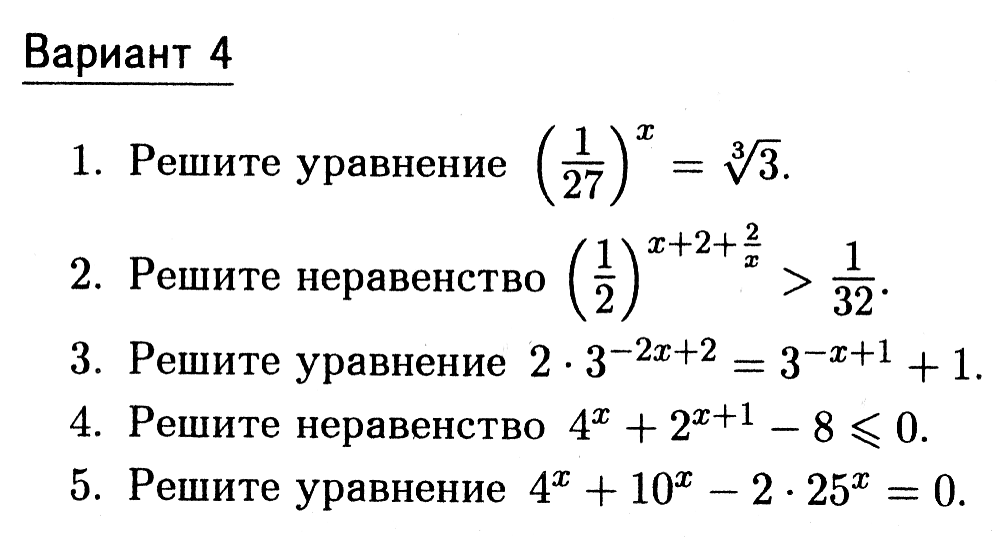 Вариант 4
1. Решите уравнение (1/27)^x = ∛3.
2. Решите неравенство (1/2)^(x+2+2/x) > 1/32.
3. Решите уравнение 2 · 3^(−2x+2) = 3^(−x+1) + 1.
4. Решите неравенство 4^x + 2^(x+1) − 8 ⩽ 0.
5. Решите уравнение 4^x + 10^x − 2 · 25^x = 0.